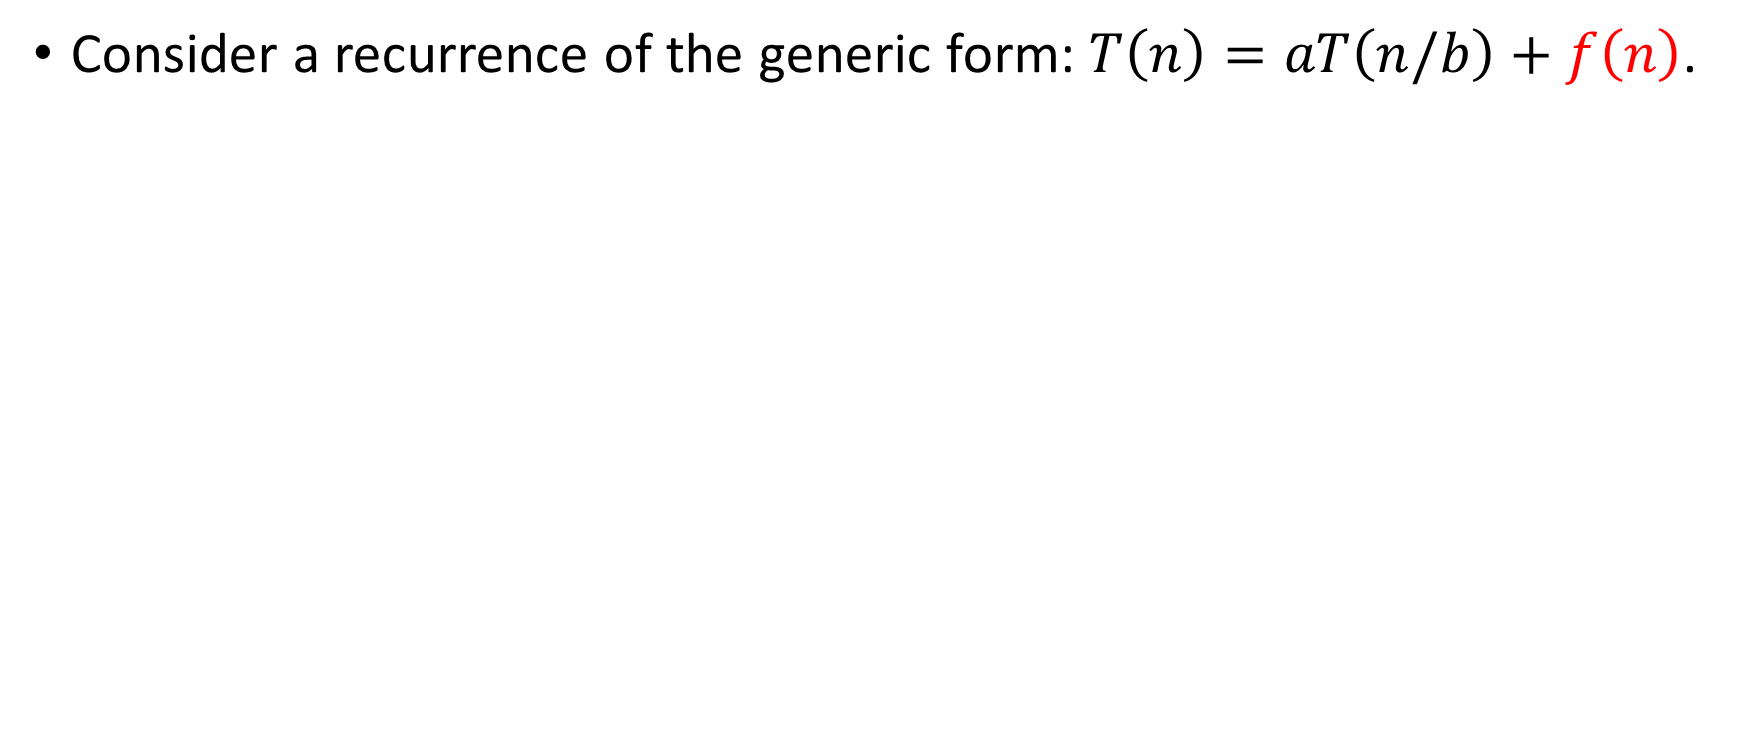 • Consider a recurrence of the generic form: T(n) = aT(n/b) + f(n).